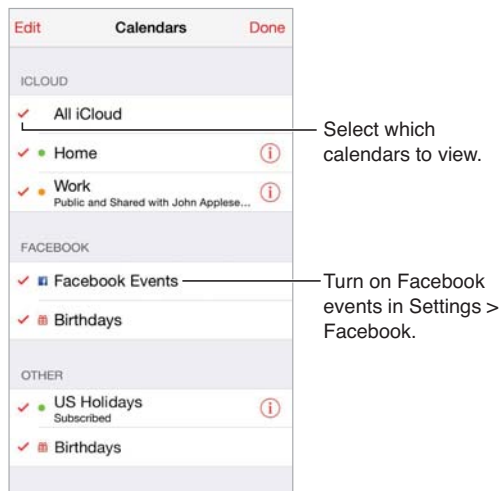 Edit Calendars Done
ICLOUD
All iCloud
Home
Work
Public and Shared with John Applese...
FACEBOOK
Facebook Events
Birthdays
OTHER
US Holidays
Subscribed
Birthdays
Select which
calendars to view.
Turn on Facebook
events in Settings >
Facebook.